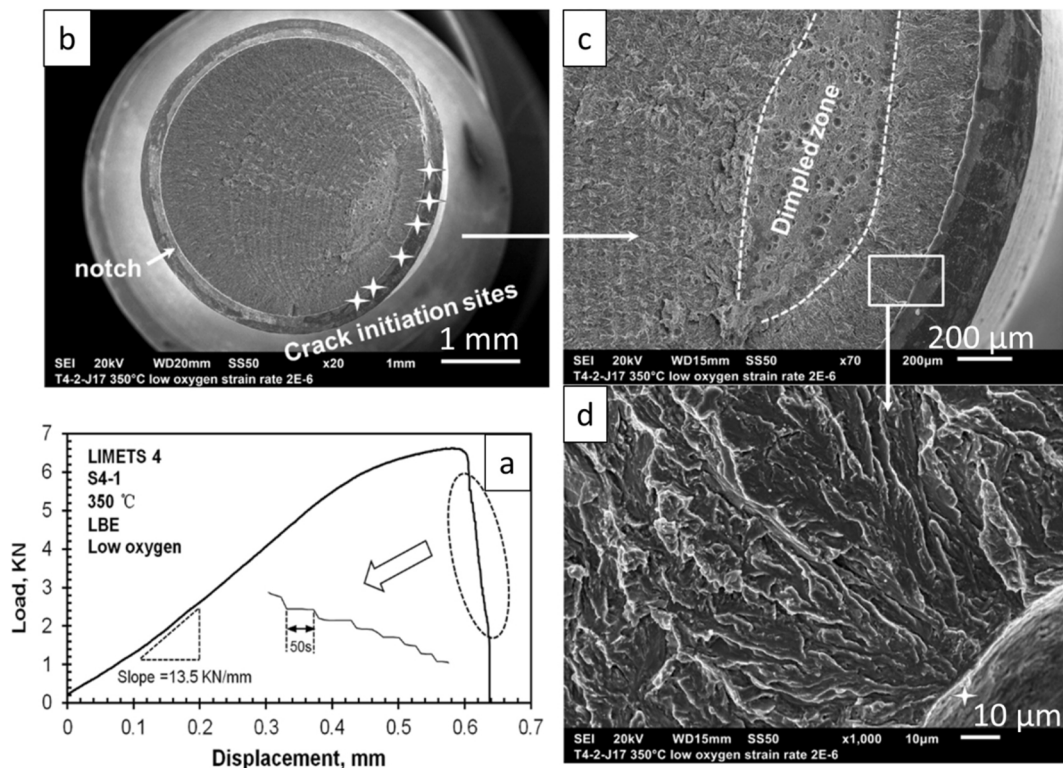 b
notch
Crack initiation sites
1 mm
SEI 20kV WD20mm SS50 x20 1mm
T4-2-J17 350°C low oxygen strain rate 2E-6
c
Dimpled zone
200 µm
SEI 20kV WD15mm SS50 x70 200µm
T4-2-J17 350°C low oxygen strain rate 2E-6
a
LIMETS 4
S4-1
350 ℃
LBE
Low oxygen
7
6
5
4
3
2
1
0
Load, KN
50s
Slope =13.5 KN/mm
0 0.1 0.2 0.3 0.4 0.5 0.6 0.7
Displacement, mm
d
10 µm
SEI 20kV WD15mm SS50 x1,000 10µm
T4-2-J17 350°C low oxygen strain rate 2E-6